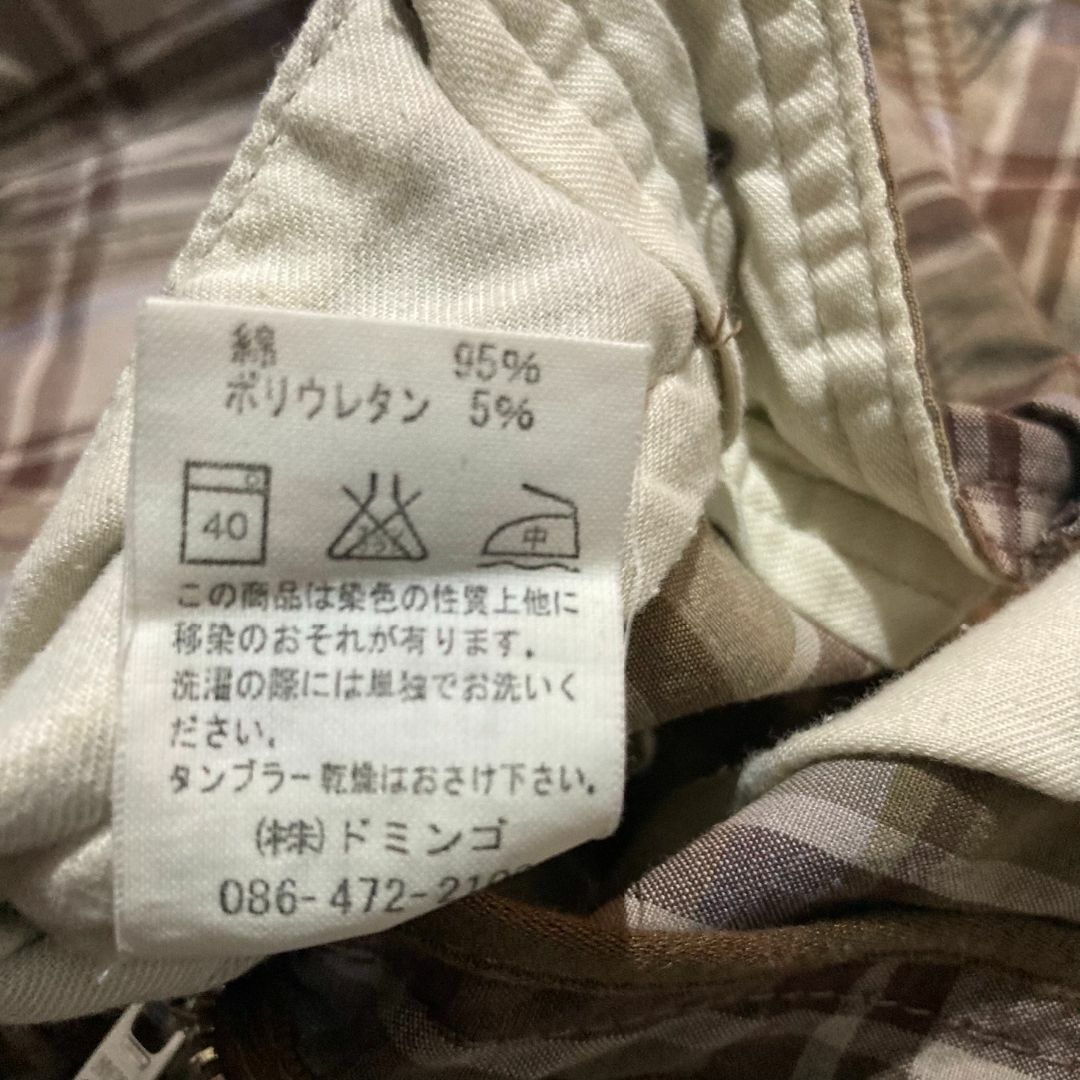 綿 95%
ポリウレタン 5%
40 中
この商品は染色の性質上他に
移染のおそれが有ります.
洗濯の際には単独でお洗いく
ださい.
タンブラー乾燥はおさけ下さい.
(株)ドミンゴ
086-472-